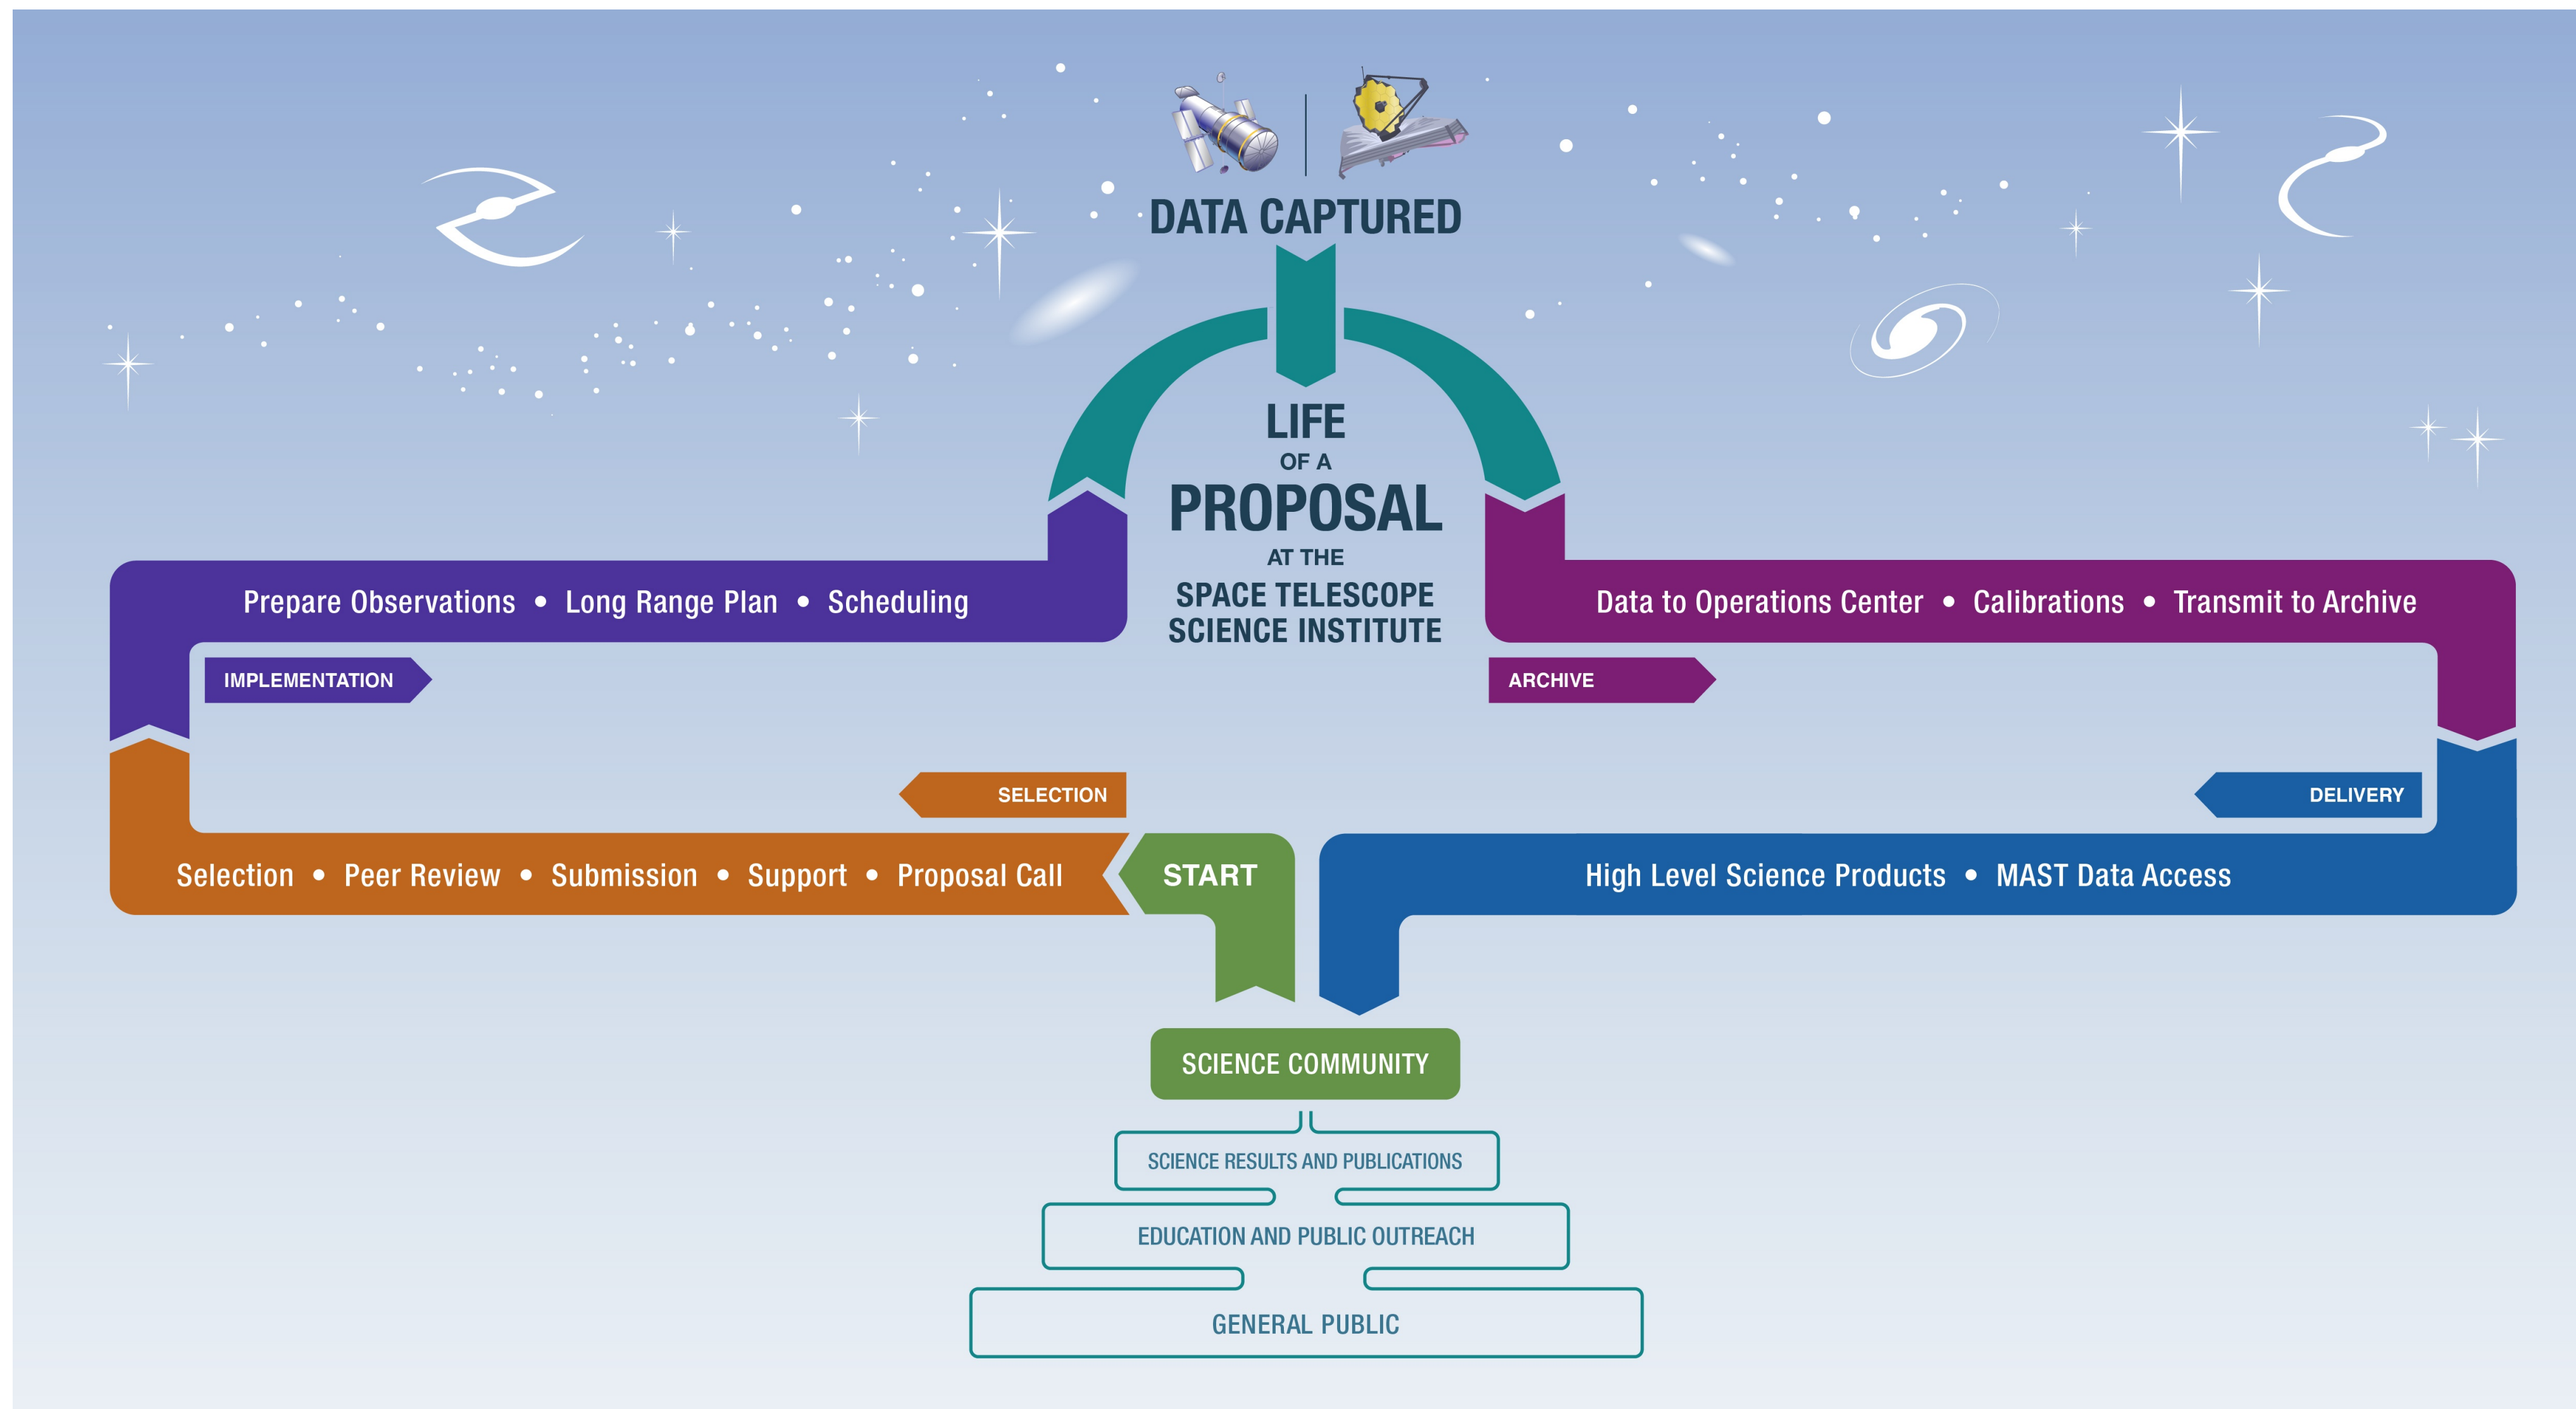 DATA CAPTURED
LIFE
OF A
PROPOSAL
AT THE
SPACE TELESCOPE
SCIENCE INSTITUTE
Prepare Observations • Long Range Plan • Scheduling
Data to Operations Center • Calibrations • Transmit to Archive
IMPLEMENTATION
ARCHIVE
SELECTION
DELIVERY
Selection • Peer Review • Submission • Support • Proposal Call
START
High Level Science Products • MAST Data Access
SCIENCE COMMUNITY
SCIENCE RESULTS AND PUBLICATIONS
EDUCATION AND PUBLIC OUTREACH
GENERAL PUBLIC